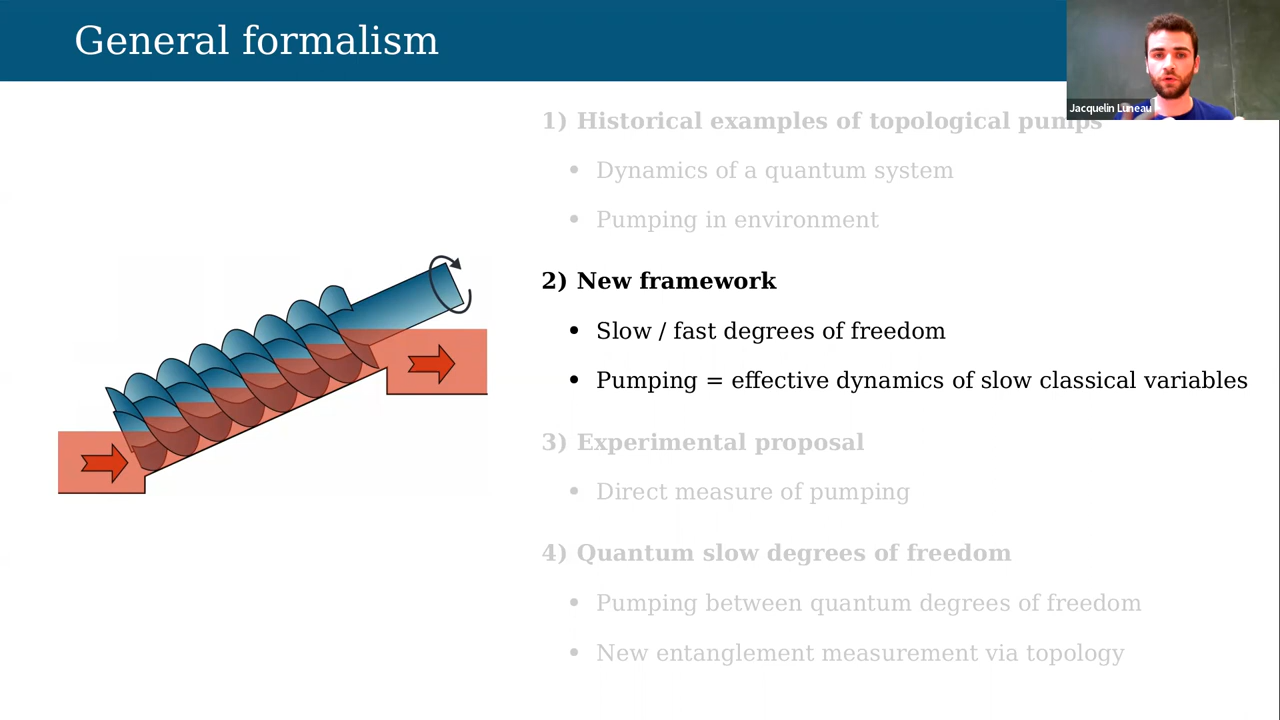 General formalism
Jacquelin Luneau
1) Historical examples of topological pumps
• Dynamics of a quantum system
• Pumping in environment
2) New framework
• Slow / fast degrees of freedom
• Pumping = effective dynamics of slow classical variables
3) Experimental proposal
• Direct measure of pumping
4) Quantum slow degrees of freedom
• Pumping between quantum degrees of freedom
• New entanglement measurement via topology